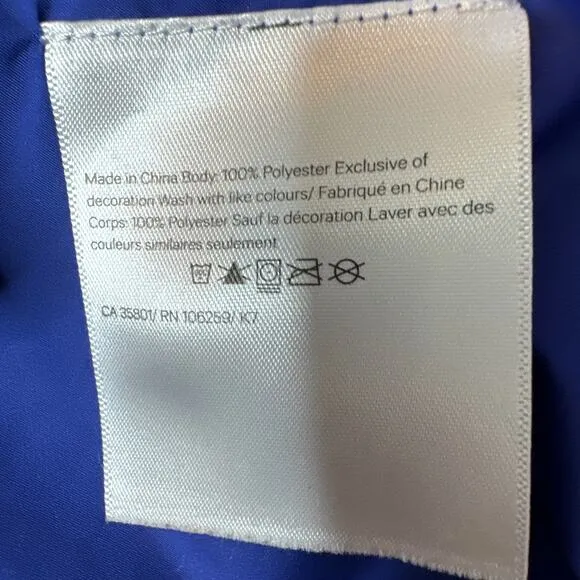 Made in China Body: 100% Polyester Exclusive of
decoration Wash with like colours/ Fabriqué en Chine
Corps: 100% Polyester Sauf la décoration Laver avec des
couleurs similaires seulement
CA 35801/ RN 106259/ K7